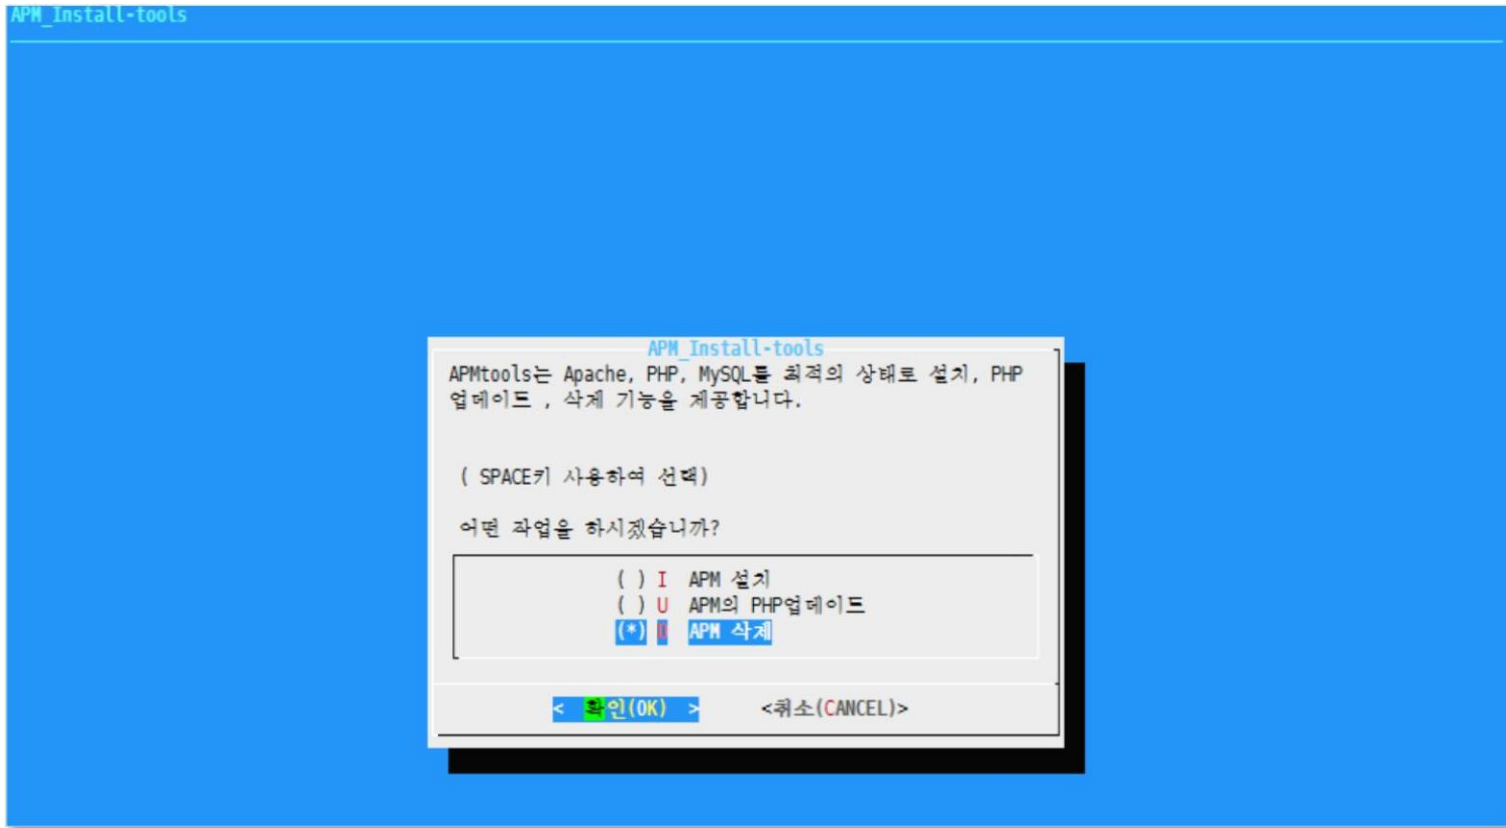 APM_Install-tools
APM_Install-tools
APMtools는 Apache, PHP, MySQL를 최적의 상태로 설치, PHP
업데이트 , 삭제 기능을 제공합니다.
( SPACE키 사용하여 선택)
어떤 작업을 하시겠습니까?
( ) I APM 설치
( ) U APM의 PHP업데이트
(*) D APM 삭제
< 확인(OK) > <취소(CANCEL)>